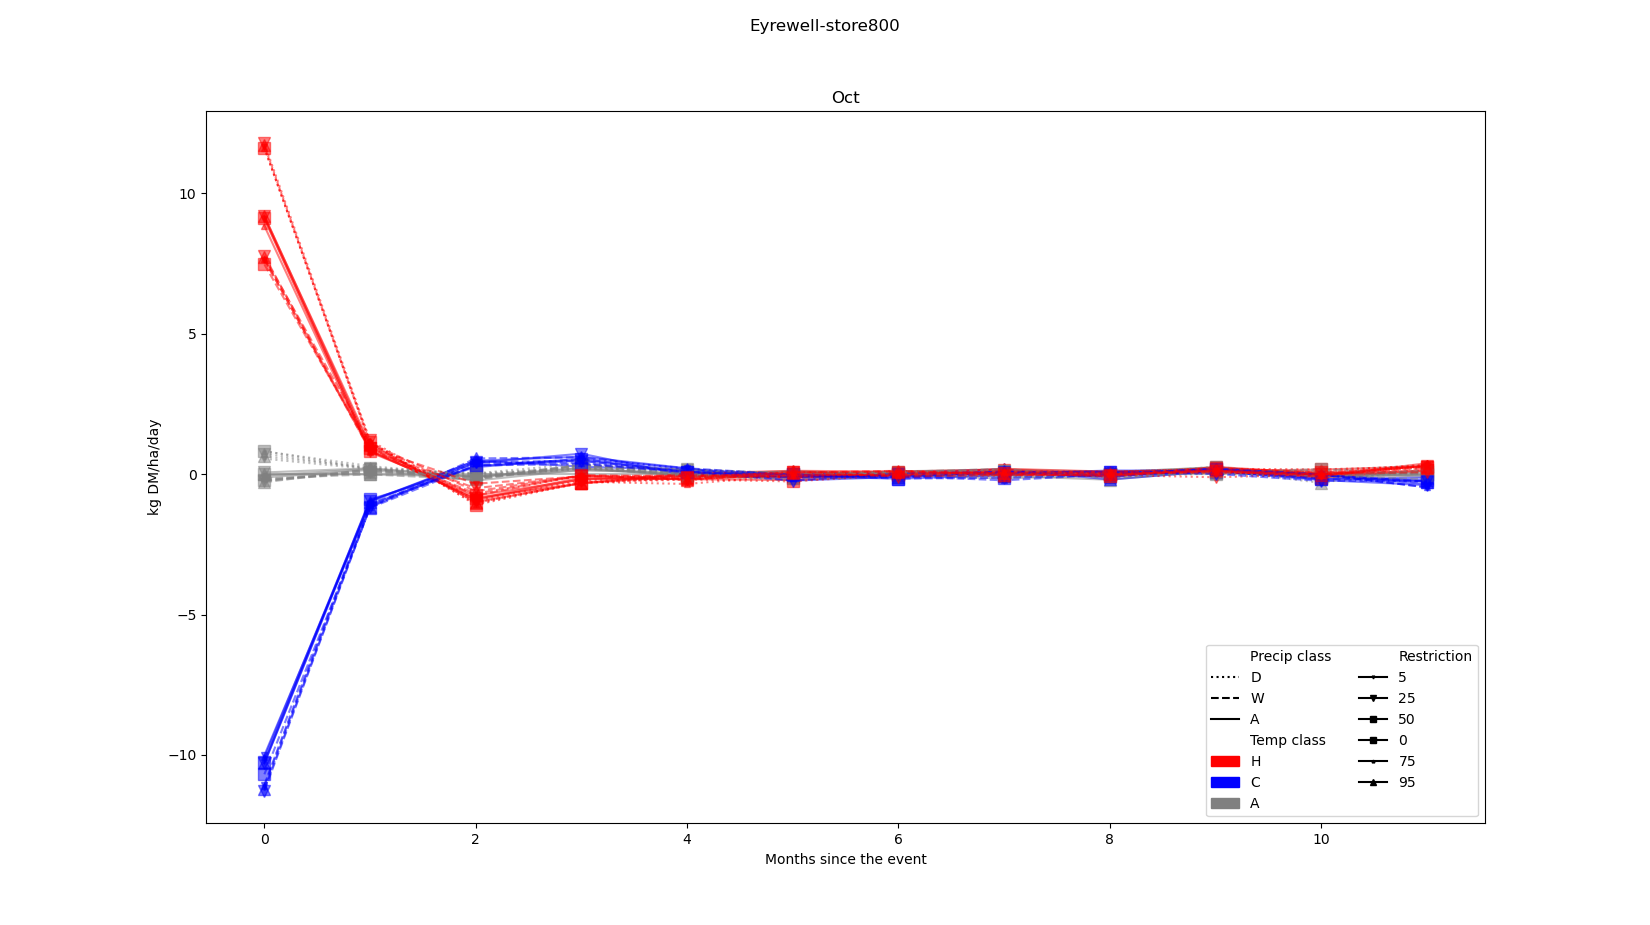 Eyrewell-store800
Oct
kg DM/ha/day
10
5
0
−5
−10
0
2
4
6
8
10
Months since the event
Precip class
D
W
A
Temp class
H
C
A
Restriction
5
25
50
0
75
95